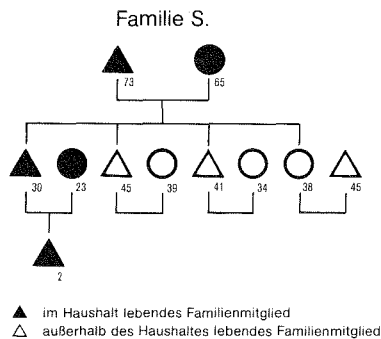 Familie S.
73 65
30 23 45 39 41 34 38 45
2
im Haushalt lebendes Familienmitglied
außerhalb des Haushaltes lebendes Familienmitglied